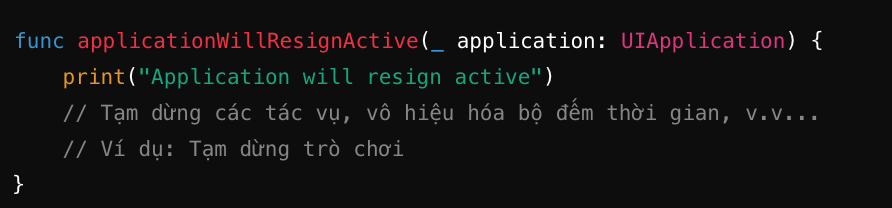 func applicationWillResignActive(_ application: UIApplication) {
    print("Application will resign active")
    // Tạm dừng các tác vụ, vô hiệu hóa bộ đếm thời gian, v.v...
    // Ví dụ: Tạm dừng trò chơi
}